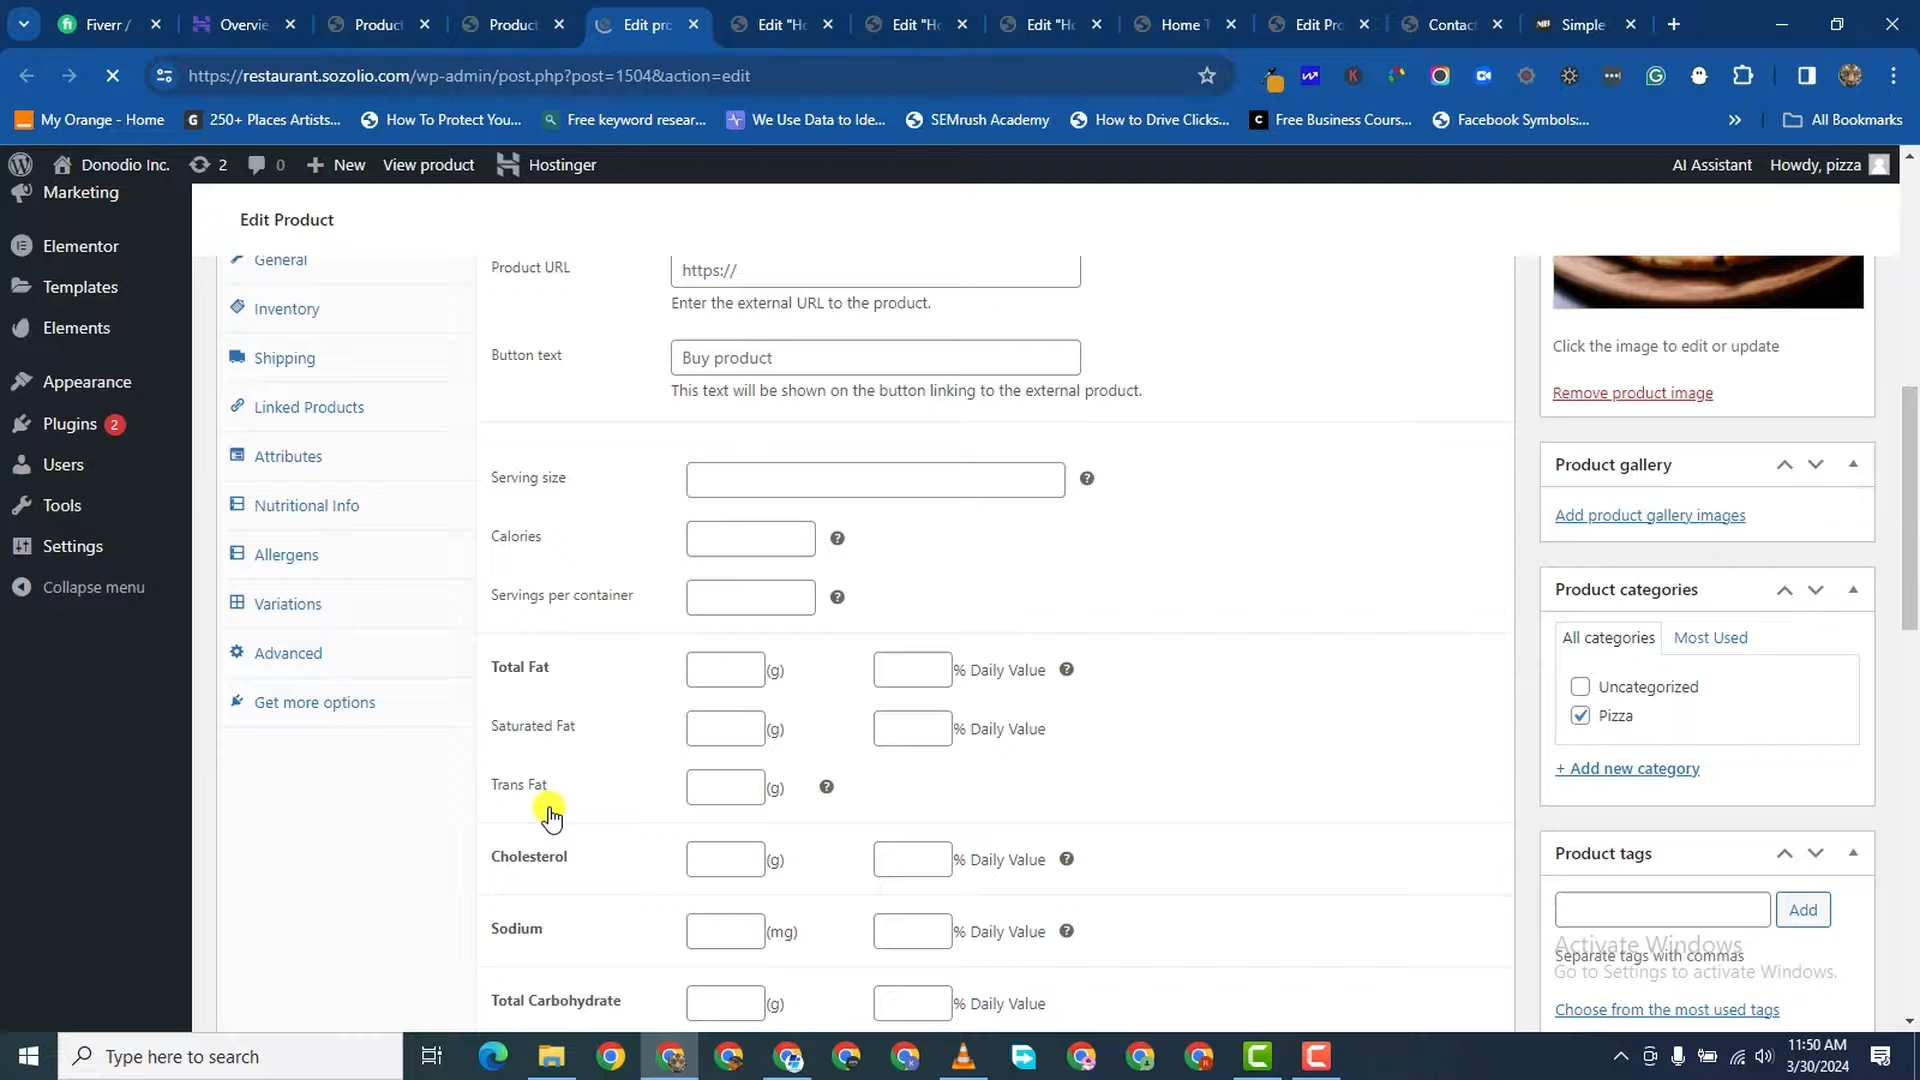 Fiverr /
Overvie
Product
Product
Edit pro
Edit "Ho
Edit "Ho
Edit "Ho
Home T
Edit Pro
Contac
Simple
https://restaurant.sozolio.com/wp-admin/post.php?post=1504&action=edit
My Orange - Home
250+ Places Artists...
How To Protect You...
Free keyword resear...
We Use Data to Ide...
SEMrush Academy
How to Drive Clicks...
Free Business Cours...
Facebook Symbols:...
All Bookmarks
Donodio Inc.
2
0
New
View product
Hostinger
AI Assistant
Howdy, pizza
Marketing
Elementor
Templates
Elements
Appearance
Plugins 2
Users
Tools
Settings
Collapse menu
Edit Product
General
Inventory
Shipping
Linked Products
Attributes
Nutritional Info
Allergens
Variations
Advanced
Get more options
Product URL
https://
Enter the external URL to the product.
Button text
Buy product
This text will be shown on the button linking to the external product.
Serving size
Calories
Servings per container
Total Fat (g) % Daily Value
Saturated Fat (g) % Daily Value
Trans Fat (g)
Cholesterol (g) % Daily Value
Sodium (mg) % Daily Value
Total Carbohydrate (g) % Daily Value
Click the image to edit or update
Remove product image
Product gallery
Add product gallery images
Product categories
All categories
Most Used
Uncategorized
Pizza
+ Add new category
Product tags
Add
Activate Windows
Separate tags with commas
Go to Settings to activate Windows.
Choose from the most used tags
Type here to search
11:50 AM
3/30/2024